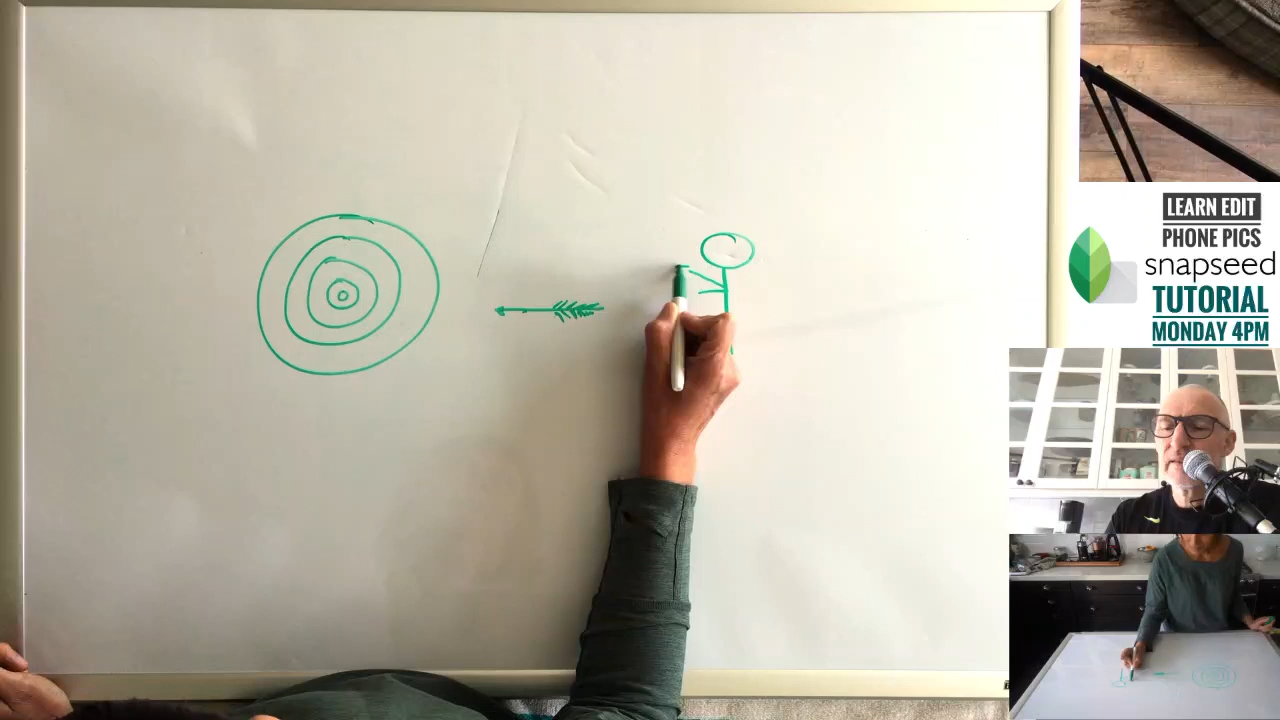 LEARN EDIT
PHONE PICS
snapseed
TUTORIAL
MONDAY 4PM